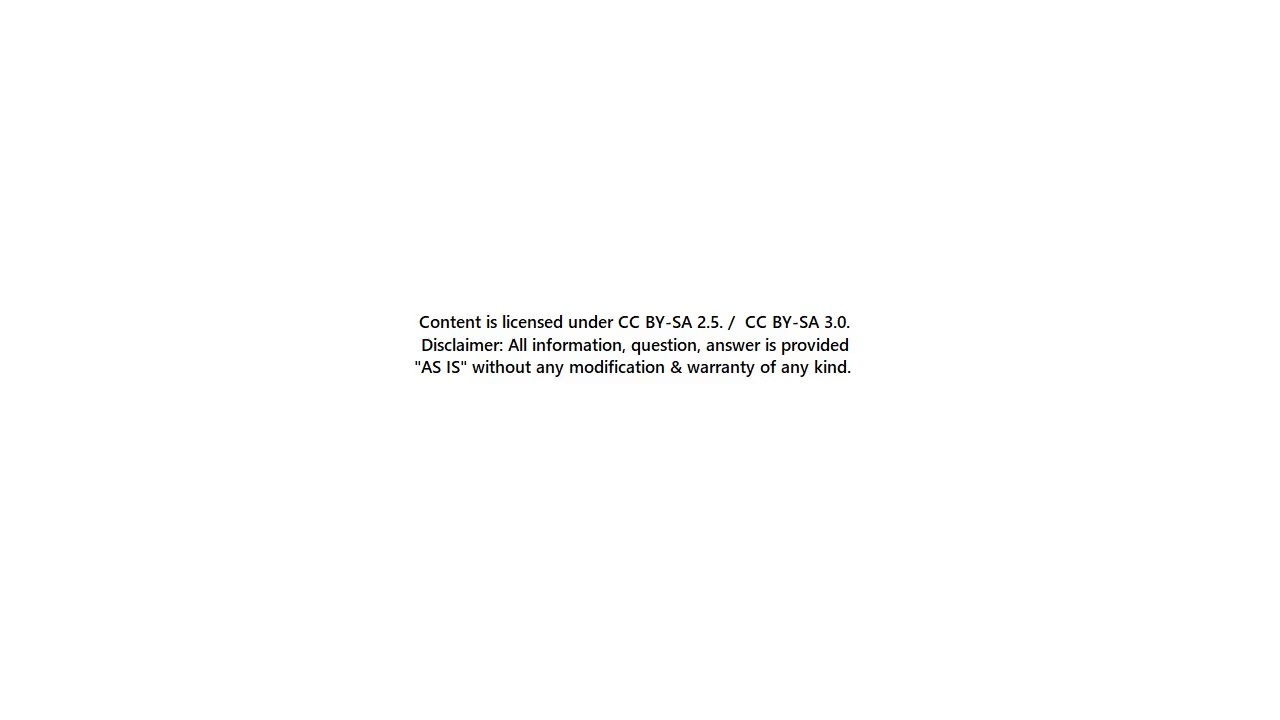 Content is licensed under CC BY-SA 2.5. /  CC BY-SA 3.0.
Disclaimer: All information, question, answer is provided
"AS IS" without any modification & warranty of any kind.